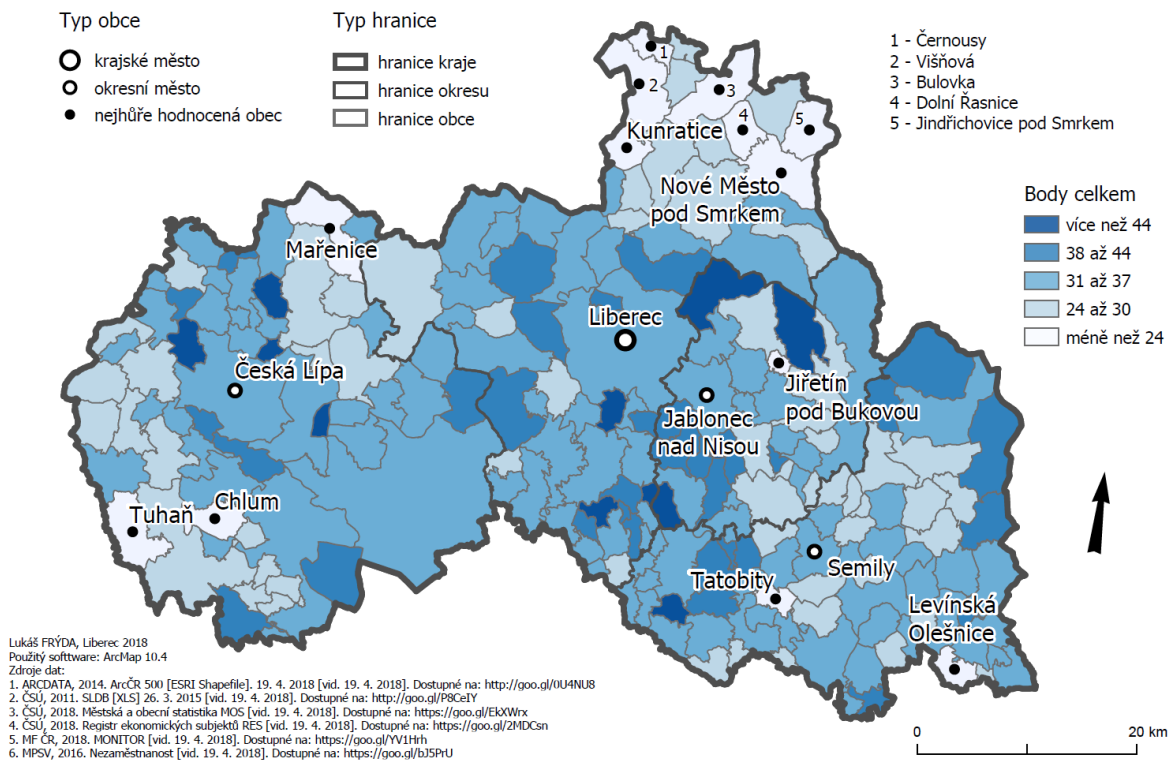 Typ obce
krajské město
okresní město
nejhůře hodnocená obec
Typ hranice
hranice kraje
hranice okresu
hranice obce
1 - Černousy
2 - Višňová
3 - Bulovka
4 - Dolní Řasnice
5 - Jindřichovice pod Smrkem
Body celkem
více než 44
38 až 44
31 až 37
24 až 30
méně než 24
1
2
3
4
5
Kunratice
Nové Město
pod Smrkem
Mařenice
Liberec
Česká Lípa
Jiřetín
pod Bukovou
Jablonec
nad Nisou
Chlum
Tuhaň
Semily
Tatobity
Levínská
Olešnice
Lukáš FRÝDA, Liberec 2018
Použitý softtware: ArcMap 10.4
Zdroje dat:
1. ARCDATA, 2014. ArcČR 500 [ESRI Shapefile]. 19. 4. 2018 [vid. 19. 4. 2018]. Dostupné na: http://goo.gl/0U4NU8
2. ČSÚ, 2011. SLDB [XLS] 26. 3. 2015 [vid. 19. 4. 2018]. Dostupné na: http://goo.gl/P8CeIY
3. ČSÚ, 2018. Městská a obecní statistika MOS [vid. 19. 4. 2018]. Dostupné na: https://goo.gl/EkXWrx
4. ČSÚ, 2018. Registr ekonomických subjektů RES [vid. 19. 4. 2018]. Dostupné na: https://goo.gl/2MDCsn
5. MF ČR, 2018. MONITOR [vid. 19. 4. 2018]. Dostupné na: https://goo.gl/YV1Hrh
6. MPSV, 2016. Nezaměstnanost [vid. 19. 4. 2018]. Dostupné na: https://goo.gl/bJ5PrU
0 10 20 km